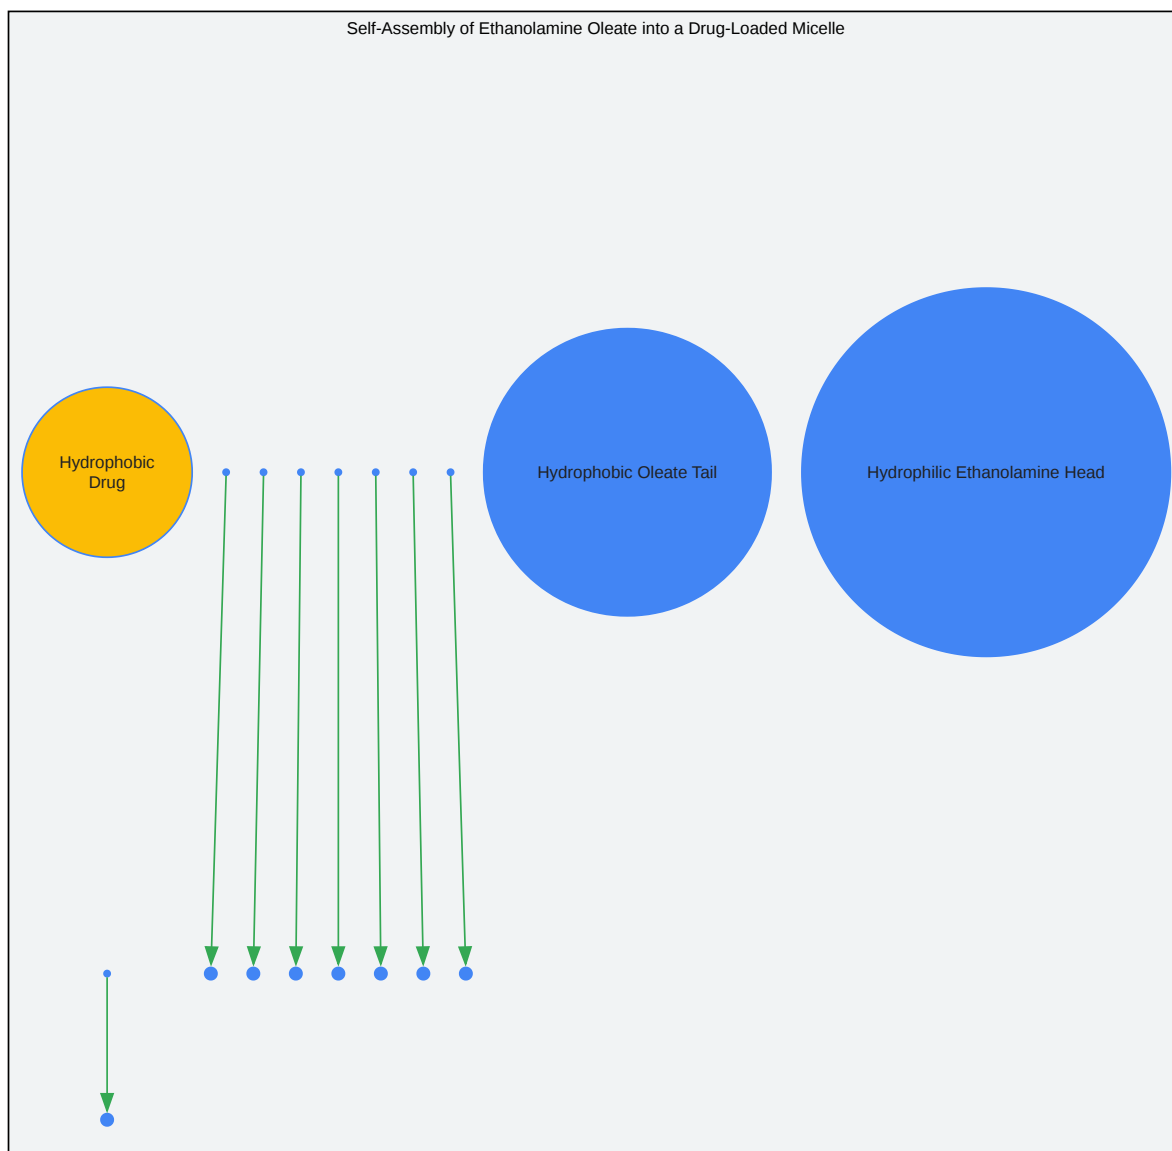 Self-Assembly of Ethanolamine Oleate into a Drug-Loaded Micelle
Hydrophobic
Drug
Hydrophobic Oleate Tail
Hydrophilic Ethanolamine Head